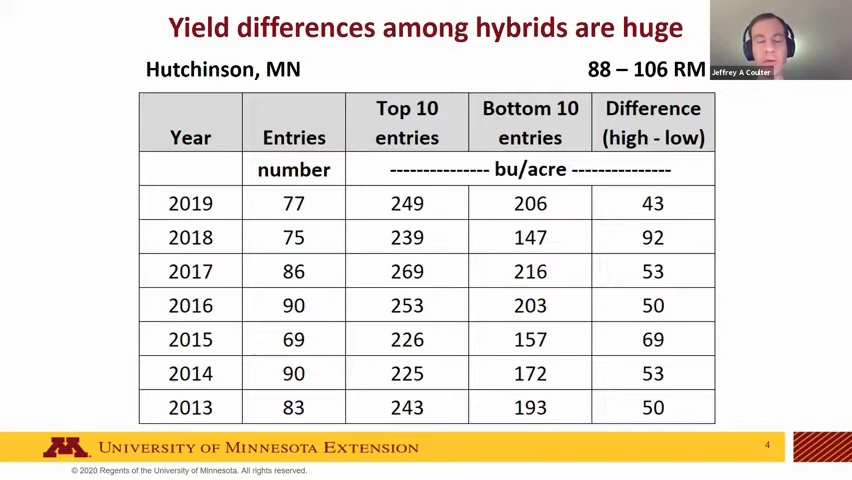 Yield differences among hybrids are huge
Jeffrey A Coulter
Hutchinson, MN 88 – 106 RM
Year Entries Top 10 entries Bottom 10 entries Difference (high - low)
number --------------- bu/acre ---------------
2019 77 249 206 43
2018 75 239 147 92
2017 86 269 216 53
2016 90 253 203 50
2015 69 226 157 69
2014 90 225 172 53
2013 83 243 193 50
M University of Minnesota Extension 4
© 2020 Regents of the University of Minnesota. All rights reserved.